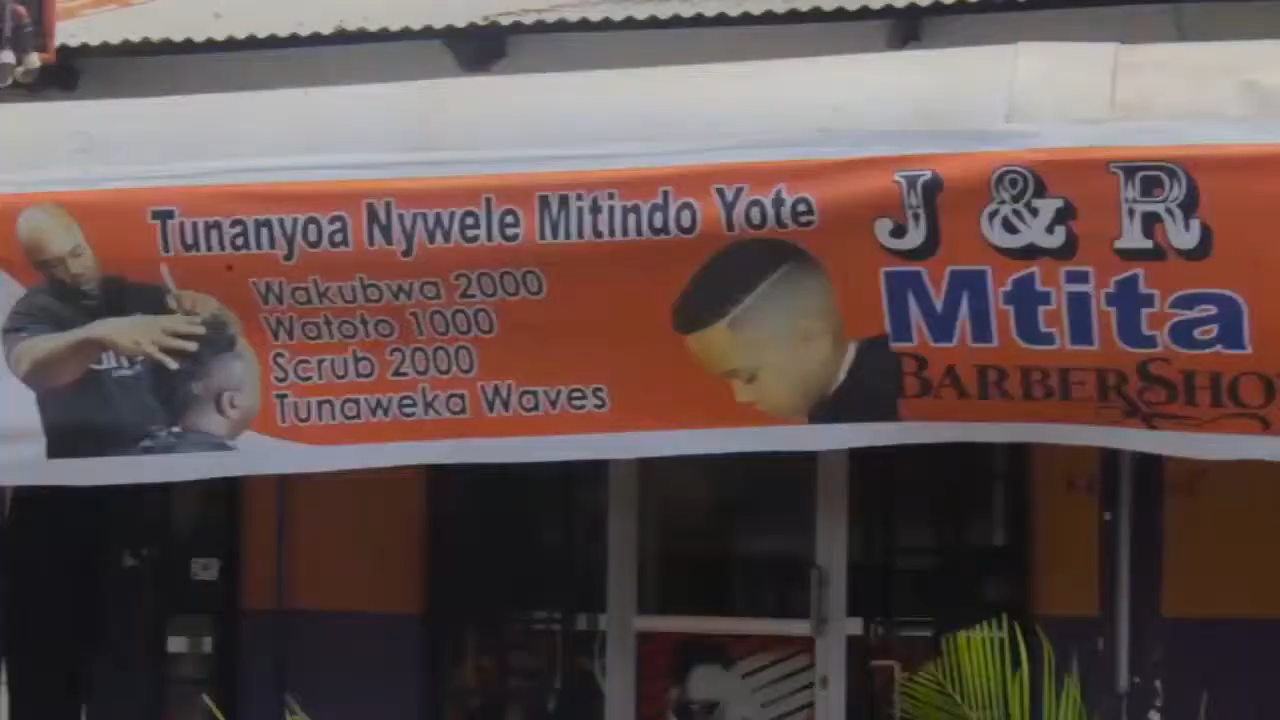 Tunanyoa Nywele Mitindo Yote
Wakubwa 2000
Watoto 1000
Scrub 2000
Tunaweka Waves
J & R
Mtita
BARBERSHO